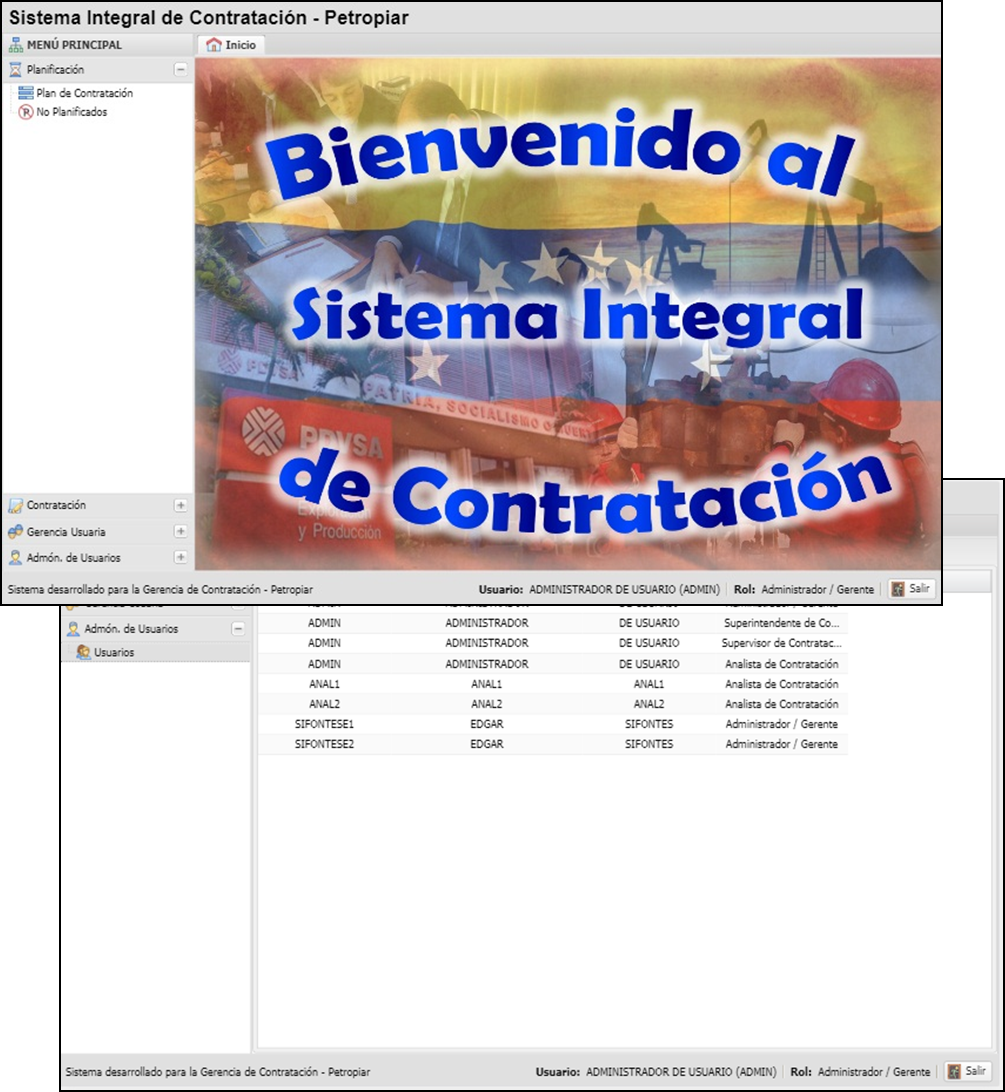 Sistema Integral de Contratación - Petropiar
MENÚ PRINCIPAL
Inicio
Planificación
Plan de Contratación
No Planificados
Bienvenido al
Sistema Integral
de Contratación
PDVSA
PATRIA, SOCIALISMO O MUERT
PDVSA
y Producción
Contratación
Gerencia Usuaria
Admón. de Usuarios
Sistema desarrollado para la Gerencia de Contratación - Petropiar
Usuario: ADMINISTRADOR DE USUARIO (ADMIN) Rol: Administrador / Gerente Salir
Admón. de Usuarios
Usuarios
ADMIN ADMINISTRADOR DE USUARIO Superintendente de Co...
ADMIN ADMINISTRADOR DE USUARIO Supervisor de Contratac...
ADMIN ADMINISTRADOR DE USUARIO Analista de Contratación
ANAL1 ANAL1 ANAL1 Analista de Contratación
ANAL2 ANAL2 ANAL2 Analista de Contratación
SIFONTESE1 EDGAR SIFONTES Administrador / Gerente
SIFONTESE2 EDGAR SIFONTES Administrador / Gerente
Sistema desarrollado para la Gerencia de Contratación - Petropiar
Usuario: ADMINISTRADOR DE USUARIO (ADMIN) Rol: Administrador / Gerente Salir